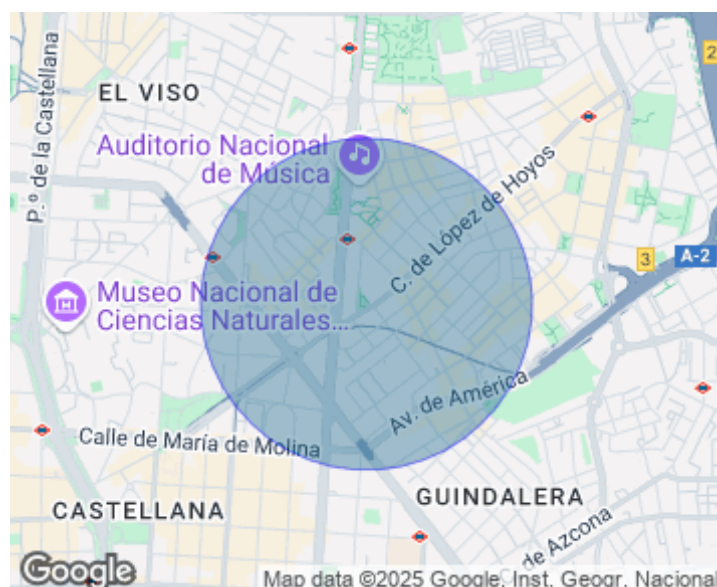 2
EL VISO
P.º de la Castellana
Auditorio Nacional
de Música
C. de López de Hoyos
3
A-2
Museo Nacional de
Ciencias Naturales...
Av. de América
Calle de María de Molina
CASTELLANA
GUINDALERA
de Azcona
Google
Map data ©2025 Google, Inst. Geogr. Nacional